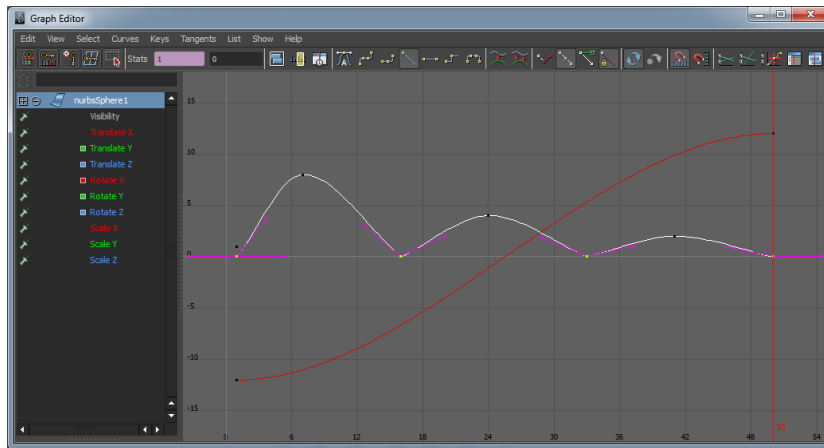 Graph Editor
Edit View Select Curves Keys Tangents List Show Help
Stats 1 0
nurbsSphere1
Visibility
Translate X
Translate Y
Translate Z
Rotate X
Rotate Y
Rotate Z
Scale X
Scale Y
Scale Z
15
10
5
0
-5
-10
-15
0 6 12 18 24 30 36 42 48 54